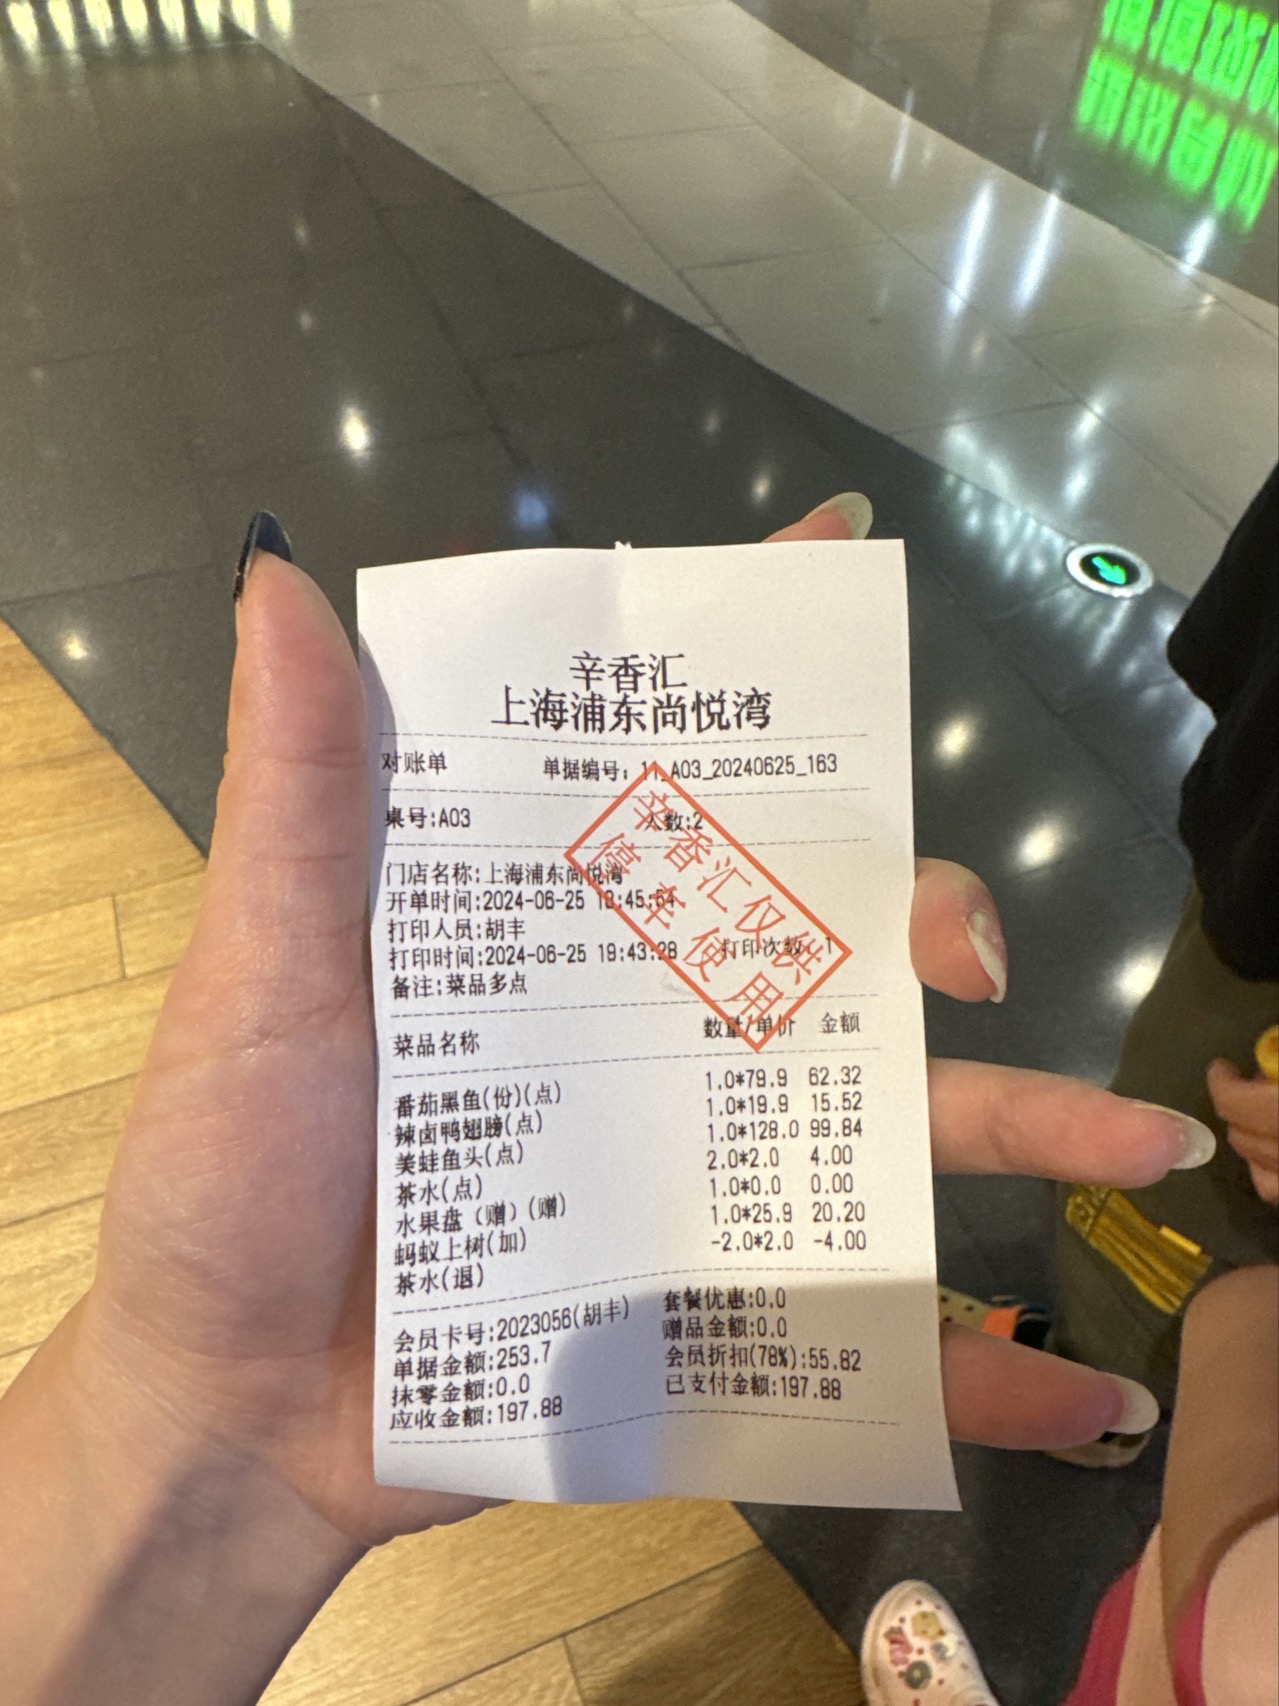 辛香汇
上海浦东尚悦湾
对账单 单据编号:11_A03_20240625_163
桌号:A03 人数:2
门店名称:上海浦东尚悦湾
开单时间:2024-06-25 18:45:54
打印人员:胡丰
打印时间:2024-06-25 19:43:28 打印次数:1
备注:菜品多点
辛香汇仅供
停车使用
菜品名称 数量/单价 金额
番茄黑鱼(份)(点) 1.0*79.9 62.32
辣卤鸭翅膀(点) 1.0*19.9 15.52
美蛙鱼头(点) 1.0*128.0 99.84
茶水(点) 2.0*2.0 4.00
水果盘(赠)(赠) 1.0*0.0 0.00
蚂蚁上树(加) 1.0*25.9 20.20
茶水(退) -2.0*2.0 -4.00
会员卡号:2023056(胡丰) 套餐优惠:0.0
单据金额:253.7 赠品金额:0.0
抹零金额:0.0 会员折扣(78%):55.82
应收金额:197.88 已支付金额:197.88